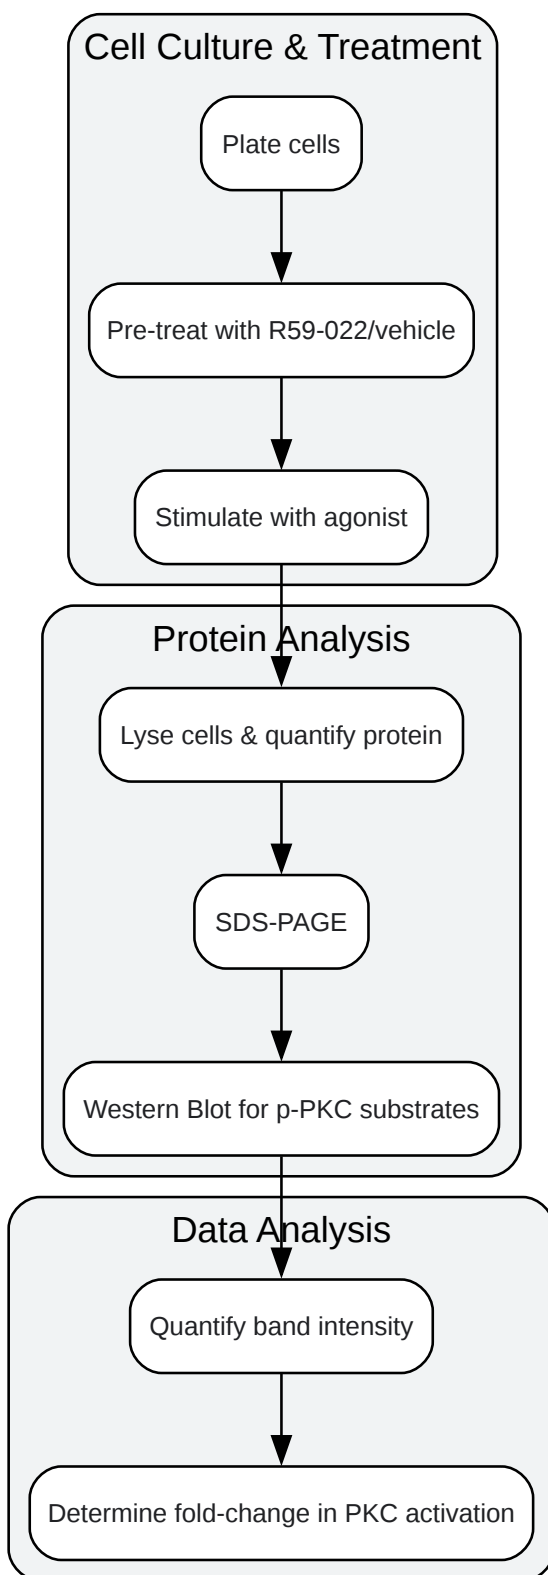 Cell Culture & Treatment
Plate cells
Pre-treat with R59-022/vehicle
Stimulate with agonist
Protein Analysis
Lyse cells & quantify protein
SDS-PAGE
Western Blot for p-PKC substrates
Data Analysis
Quantify band intensity
Determine fold-change in PKC activation